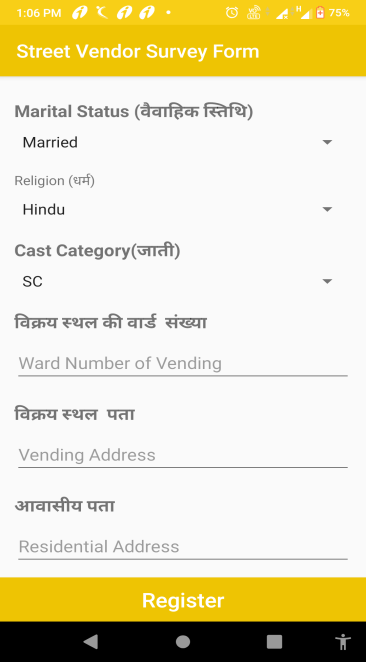 1:06 PM
75%
Street Vendor Survey Form
Marital Status (वैवाहिक स्तिथि)
Married
Religion (धर्म)
Hindu
Cast Category(जाती)
SC
विक्रय स्थल की वार्ड संख्या
Ward Number of Vending
विक्रय स्थल पता
Vending Address
आवासीय पता
Residential Address
Register